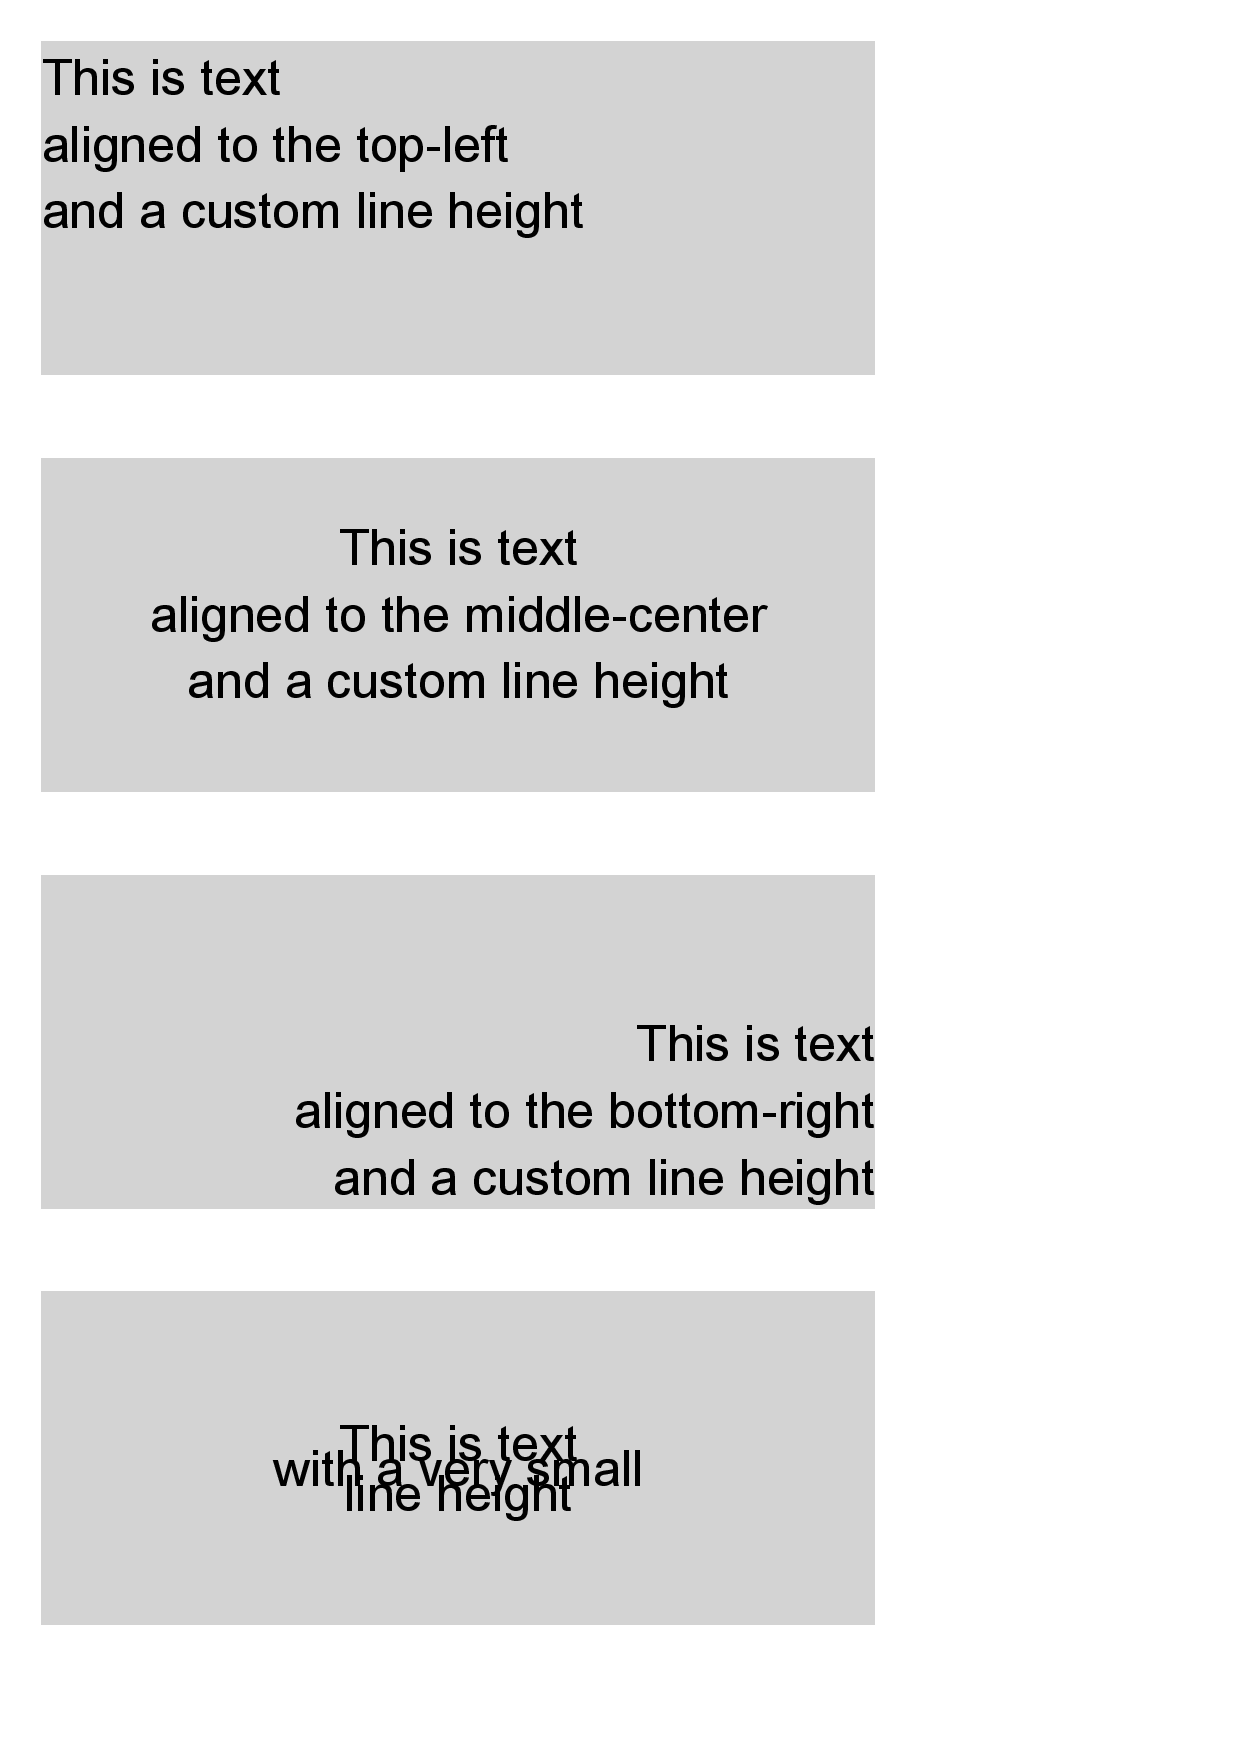 This is text
aligned to the top-left
and a custom line height
This is text
aligned to the middle-center
and a custom line height
This is text
aligned to the bottom-right
and a custom line height
This is text
with a very small
line height